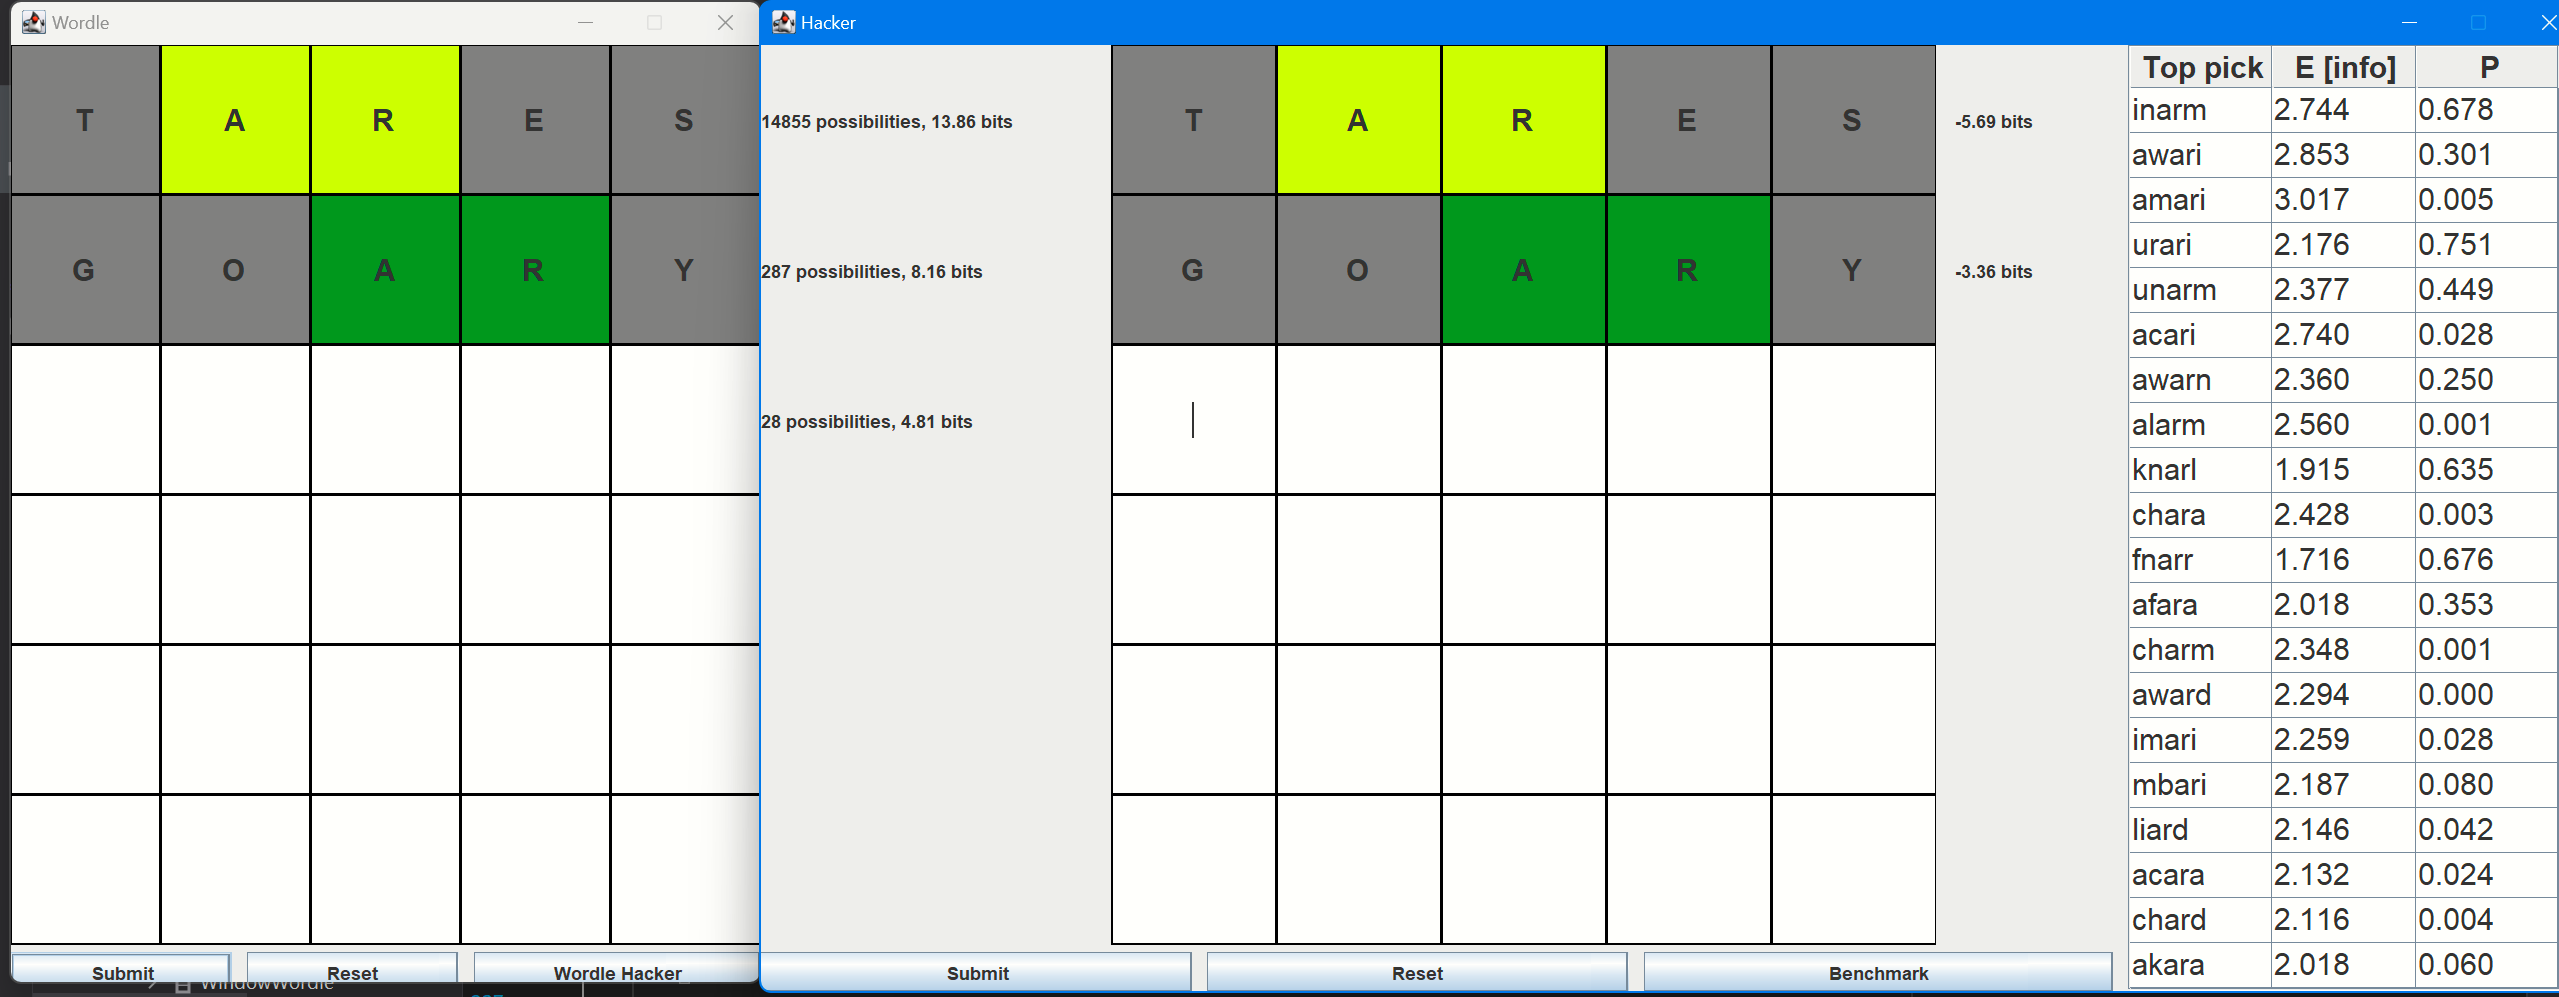 Wordle
T A R E S
G O A R Y
Submit Reset Wordle Hacker
WindowWordle
Hacker
14855 possibilities, 13.86 bits T A R E S -5.69 bits
287 possibilities, 8.16 bits G O A R Y -3.36 bits
28 possibilities, 4.81 bits
Submit Reset Benchmark
Top pick E [info] P
inarm 2.744 0.678
awari 2.853 0.301
amari 3.017 0.005
urari 2.176 0.751
unarm 2.377 0.449
acari 2.740 0.028
awarn 2.360 0.250
alarm 2.560 0.001
knarl 1.915 0.635
chara 2.428 0.003
fnarr 1.716 0.676
afara 2.018 0.353
charm 2.348 0.001
award 2.294 0.000
imari 2.259 0.028
mbari 2.187 0.080
liard 2.146 0.042
acara 2.132 0.024
chard 2.116 0.004
akara 2.018 0.060